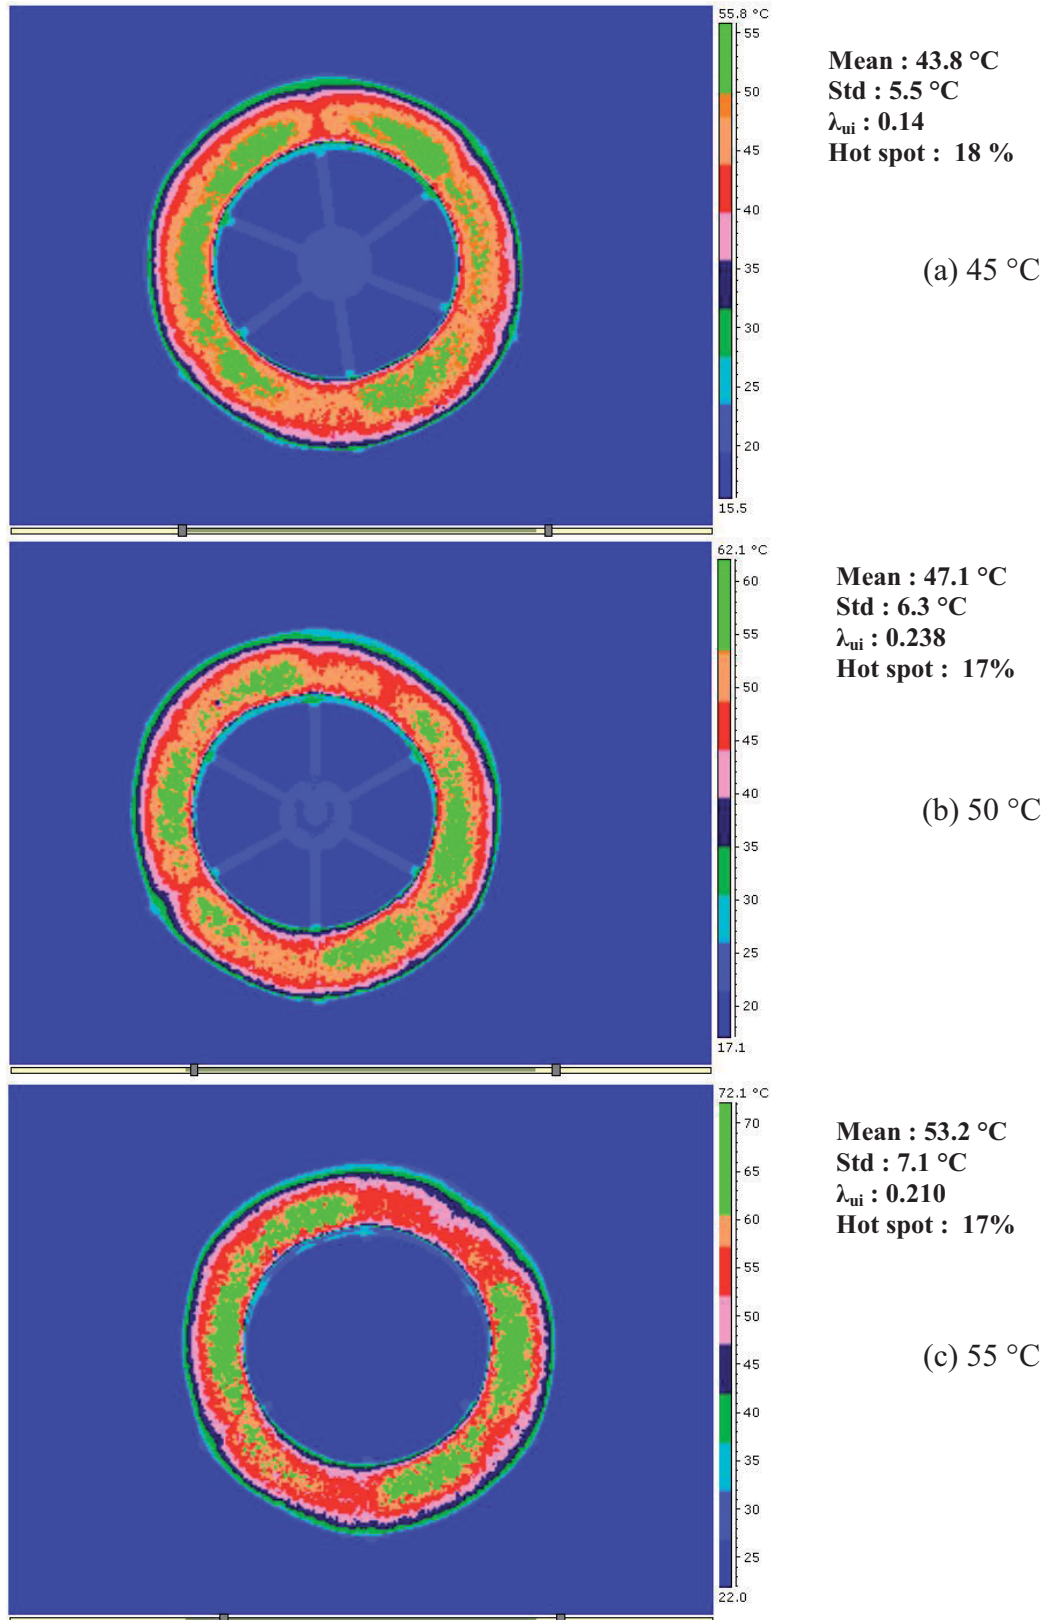 55.8 °C
55
50
45
40
35
30
25
20
15.5
Mean : 43.8 °C
Std : 5.5 °C
λui : 0.14
Hot spot : 18 %
(a) 45 °C
62.1 °C
60
55
50
45
40
35
30
25
20
17.1
Mean : 47.1 °C
Std : 6.3 °C
λui : 0.238
Hot spot : 17%
(b) 50 °C
72.1 °C
70
65
60
55
50
45
40
35
30
25
22.0
Mean : 53.2 °C
Std : 7.1 °C
λui : 0.210
Hot spot : 17%
(c) 55 °C